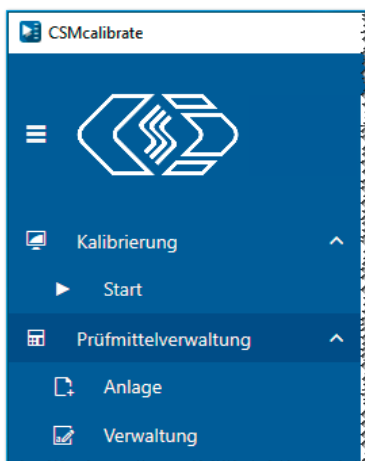 CSMcalibrate
Kalibrierung
Start
Prüfmittelverwaltung
Anlage
Verwaltung